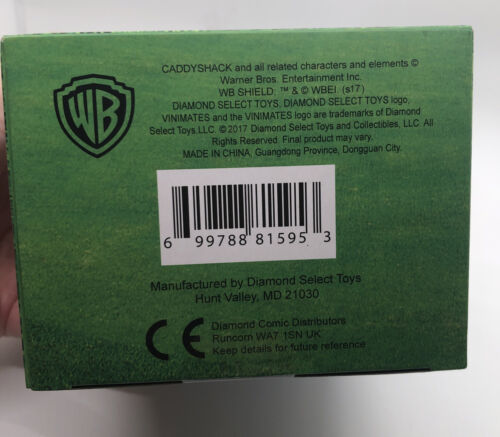 CADDYSHACK and all related characters and elements ©
Warner Bros. Entertainment Inc.
WB SHIELD: ™ & © WBEI. (s17)
DIAMOND SELECT TOYS, DIAMOND SELECT TOYS logo,
VINIMATES and the VINIMATES logo are trademarks of Diamond
Select Toys.LLC. © 2017 Diamond Select Toys and Collectibles, LLC. All
Rights Reserved. Final product may vary.
MADE IN CHINA, Guangdong Province, Dongguan City.
WB
6 99788 81595 3
Manufactured by Diamond Select Toys
Hunt Valley, MD 21030
CE
Diamond Comic Distributors
Runcorn WA7 1SN UK
Keep details for future reference